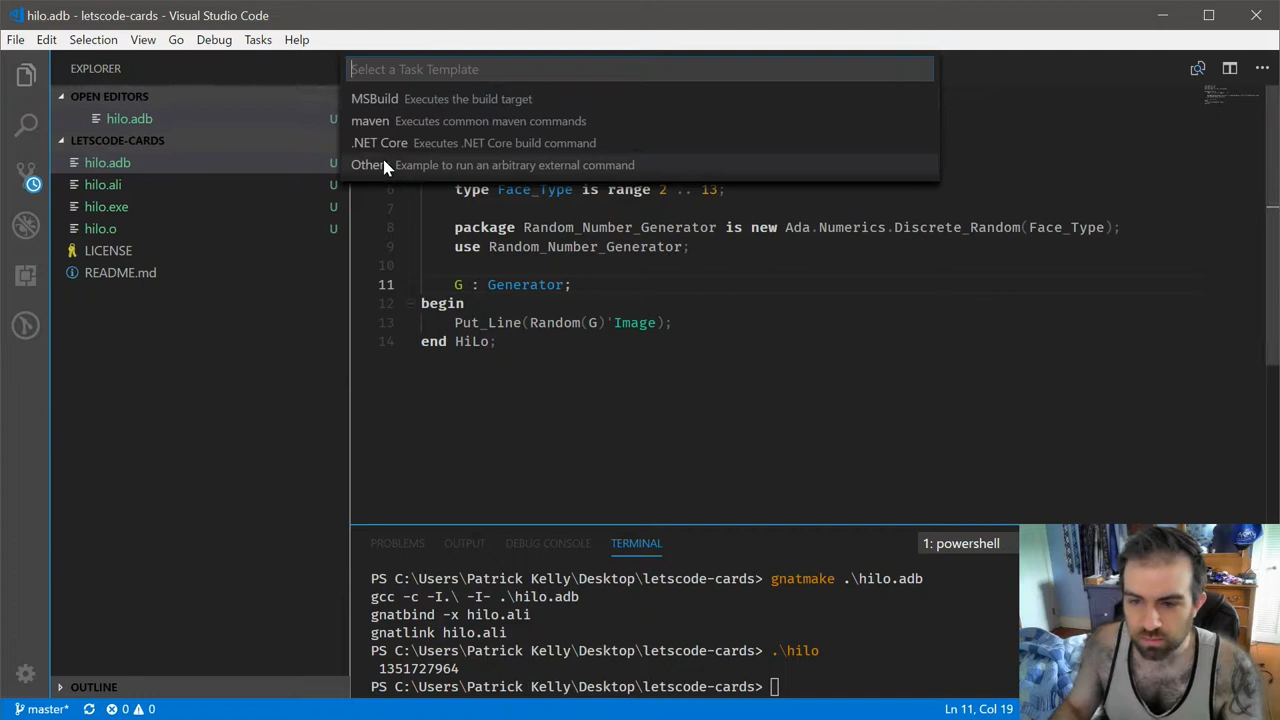 hilo.adb - letscode-cards - Visual Studio Code
File Edit Selection View Go Debug Tasks Help
EXPLORER
OPEN EDITORS
hilo.adb U
LETSCODE-CARDS
hilo.adb U
hilo.ali U
hilo.exe U
hilo.o U
LICENSE
README.md
OUTLINE
Select a Task Template
MSBuild Executes the build target
maven Executes common maven commands
.NET Core Executes .NET Core build command
Others Example to run an arbitrary external command
6 type Face_Type is range 2 .. 13;
7
8 package Random_Number_Generator is new Ada.Numerics.Discrete_Random(Face_Type);
9 use Random_Number_Generator;
10
11 G : Generator;
12 begin
13 Put_Line(Random(G)'Image);
14 end HiLo;
PROBLEMS OUTPUT DEBUG CONSOLE TERMINAL 1: powershell
PS C:\Users\Patrick Kelly\Desktop\letscode-cards> gnatmake .\hilo.adb
gcc -c -I.\ -I- .\hilo.adb
gnatbind -x hilo.ali
gnatlink hilo.ali
PS C:\Users\Patrick Kelly\Desktop\letscode-cards> .\hilo
1351727964
PS C:\Users\Patrick Kelly\Desktop\letscode-cards>
master* 0 0 Ln 11, Col 19